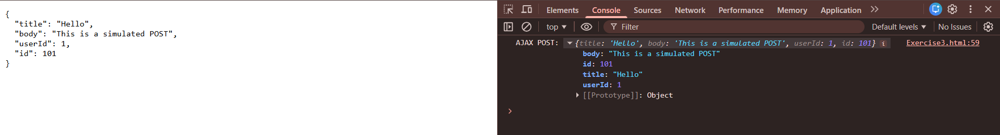 {
  "title": "Hello",
  "body": "This is a simulated POST",
  "userId": 1,
  "id": 101
}
Elements Console Sources Network Performance Memory Application
top Filter Default levels No Issues
AJAX POST: {title: 'Hello', body: 'This is a simulated POST', userId: 1, id: 101} i Exercise3.html:59
body: "This is a simulated POST"
id: 101
title: "Hello"
userId: 1
[[Prototype]]: Object